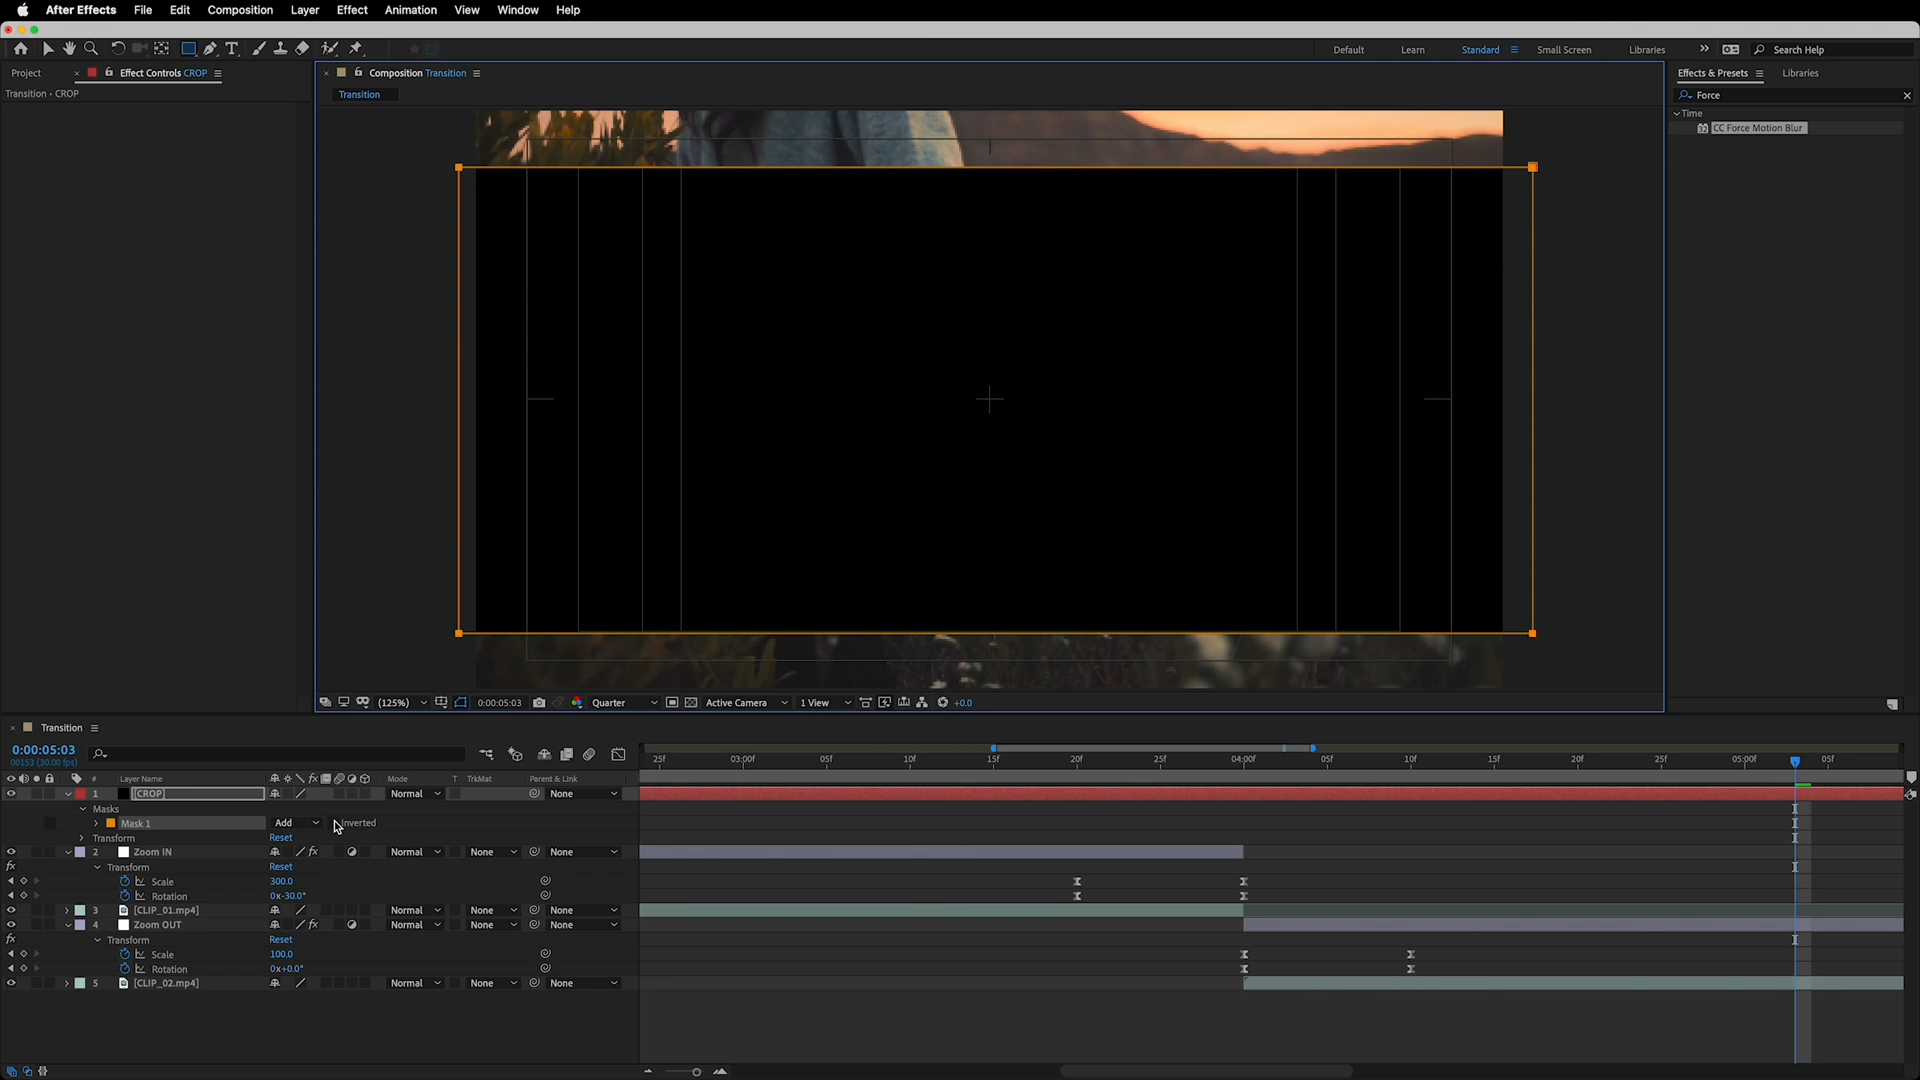 After Effects File Edit Composition Layer Effect Animation View Window Help
Default Learn Standard Small Screen Libraries Search Help
Project Effect Controls CROP
Transition • CROP
Composition Transition
Transition
Effects & Presets Libraries
Force
Time
CC Force Motion Blur
(125%) 0:00:05:03 Quarter Active Camera 1 View +0.0
Transition
0:00:05:03
00153 (30.00 fps)
25f 03:00f 05f 10f 15f 20f 25f 04:00f 05f 10f 15f 20f 25f 05:00f 05f
# Layer Name Mode T TrkMat Parent & Link
1 [CROP] Normal None
Masks
Mask 1 Add Inverted
Transform Reset
2 Zoom IN Normal None None
Transform Reset
Scale 300.0
Rotation 0x-30.0°
3 [CLIP_01.mp4] Normal None None
4 Zoom OUT Normal None None
Transform Reset
Scale 100.0
Rotation 0x+0.0°
5 [CLIP_02.mp4] Normal None None